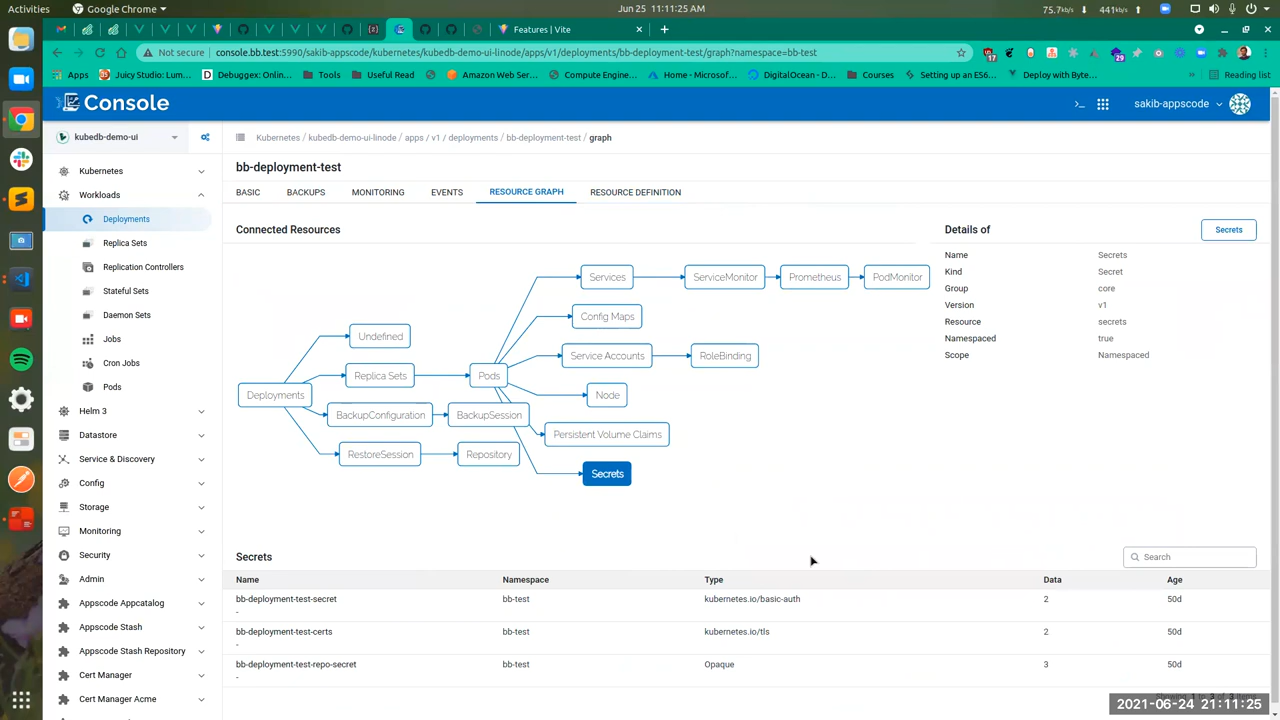 Activities Google Chrome Jun 25 11:11:25 AM 75.7kb/s 441kb/s
Features | Vite
Not secure console.bb.test:5990/sakib-appscode/kubernetes/kubedb-demo-ui-linode/apps/v1/deployments/bb-deployment-test/graph?namespace=bb-test 17 29
Apps Juicy Studio: Lum... Debuggex: Onlin... Tools Useful Read Amazon Web Ser... Compute Engine... Home - Microsof... DigitalOcean - D... Courses Setting up an ES6... Deploy with Byte... » Reading list
Console sakib-appscode
kubedb-demo-ui Kubernetes / kubedb-demo-ui-linode / apps / v1 / deployments / bb-deployment-test / graph
bb-deployment-test
BASIC BACKUPS MONITORING EVENTS RESOURCE GRAPH RESOURCE DEFINITION
Kubernetes
Workloads
Deployments
Replica Sets
Replication Controllers
Stateful Sets
Daemon Sets
Jobs
Cron Jobs
Pods
Helm 3
Datastore
Service & Discovery
Config
Storage
Monitoring
Security
Admin
Appscode Appcatalog
Appscode Stash
Appscode Stash Repository
Cert Manager
Cert Manager Acme
Connected Resources
Services ServiceMonitor Prometheus PodMonitor
Config Maps
Undefined
Service Accounts RoleBinding
Replica Sets Pods
Deployments Node
BackupConfiguration BackupSession
Persistent Volume Claims
RestoreSession Repository
Secrets
Details of Secrets
Name Secrets
Kind Secret
Group core
Version v1
Resource secrets
Namespaced true
Scope Namespaced
Secrets Search
Name Namespace Type Data Age
bb-deployment-test-secret bb-test kubernetes.io/basic-auth 2 50d
-
bb-deployment-test-certs bb-test kubernetes.io/tls 2 50d
-
bb-deployment-test-repo-secret bb-test Opaque 3 50d
-
2021-06-24 21:11:25